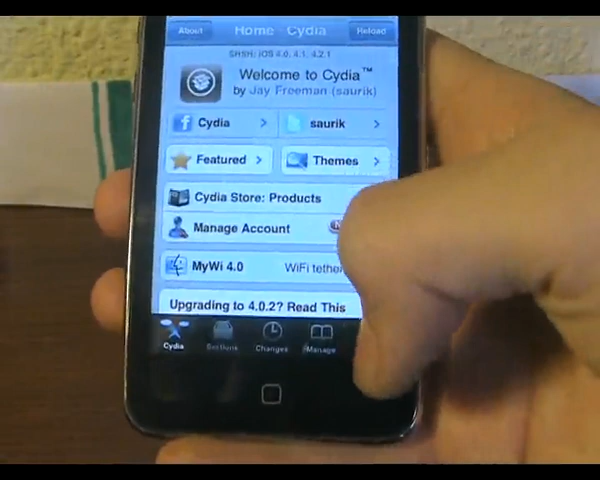 About Home - Cydia Reload
SHSH: iOS 4.0, 4.1, 4.2.1
Welcome to Cydia™
by Jay Freeman (saurik)
Cydia > saurik >
Featured > Themes >
Cydia Store: Products
Manage Account
MyWi 4.0 WiFi tether
Upgrading to 4.0.2? Read This
Cydia Sections Changes Manage